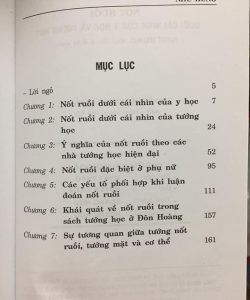 MỤC LỤC
- Lời ngỏ 5
Chương 1: Nốt ruồi dưới cái nhìn của y học 7
Chương 2: Nốt ruồi dưới cái nhìn của tướng
học 24
Chương 3: Ý nghĩa của nốt ruồi theo các
nhà tướng học hiện đại 52
Chương 4: Nốt ruồi đặc biệt ở phụ nữ 95
Chương 5: Các yếu tố phối hợp khi luận
đoán nốt ruồi 111
Chương 6: Khái quát về nốt ruồi trong
sách tướng học ở Đôn Hoàng 157
Chương 7: Sự tương quan giữa tướng nốt
ruồi, tướng mặt và cơ thể 161